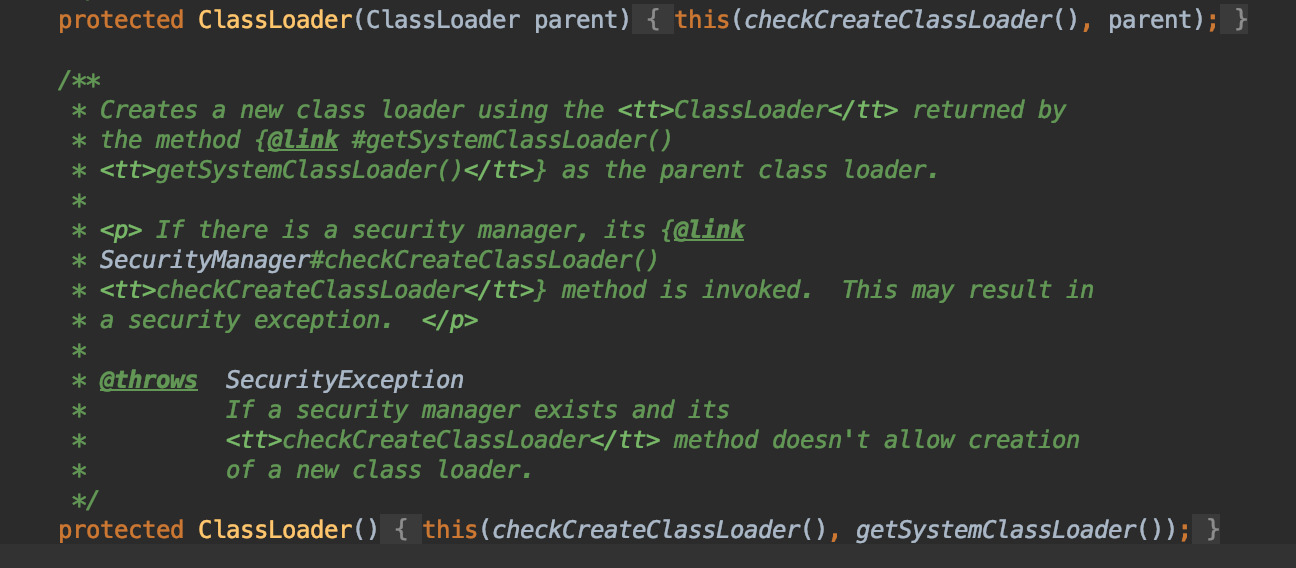 protected ClassLoader(ClassLoader parent) { this(checkCreateClassLoader(), parent); }
/**
* Creates a new class loader using the <tt>ClassLoader</tt> returned by
* the method {@link #getSystemClassLoader()
* <tt>getSystemClassLoader()</tt>} as the parent class loader.
*
* <p> If there is a security manager, its {@link
* SecurityManager#checkCreateClassLoader()
* <tt>checkCreateClassLoader</tt>} method is invoked.  This may result in
* a security exception.  </p>
*
* @throws  SecurityException
*          If a security manager exists and its
*          <tt>checkCreateClassLoader</tt> method doesn't allow creation
*          of a new class loader.
*/
protected ClassLoader() { this(checkCreateClassLoader(), getSystemClassLoader()); }